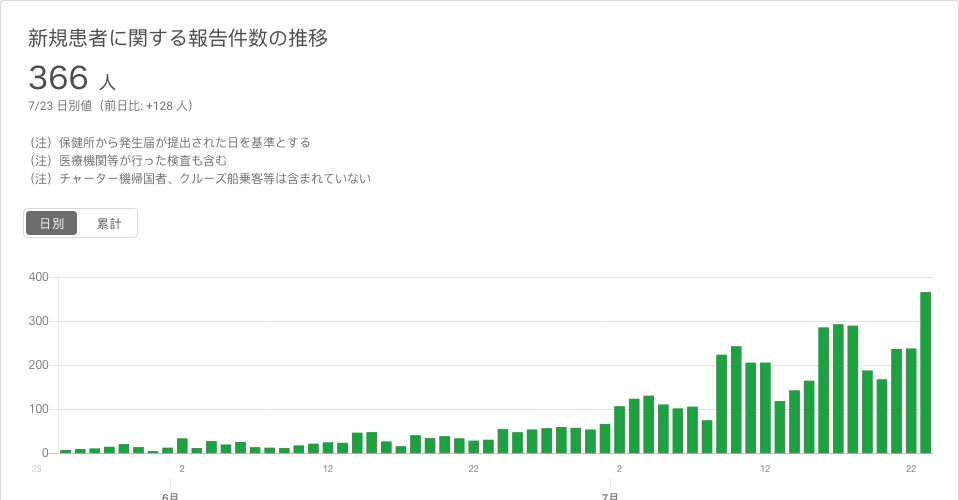 新規患者に関する報告件数の推移
366 人
7/23 日別値（前日比: +128 人）
（注）保健所から発生届が提出された日を基準とする
（注）医療機関等が行った検査も含む
（注）チャーター機帰国者、クルーズ船乗客等は含まれていない
日別 累計
400
300
200
100
0
23 2 12 22 2 12 22
6月 7月